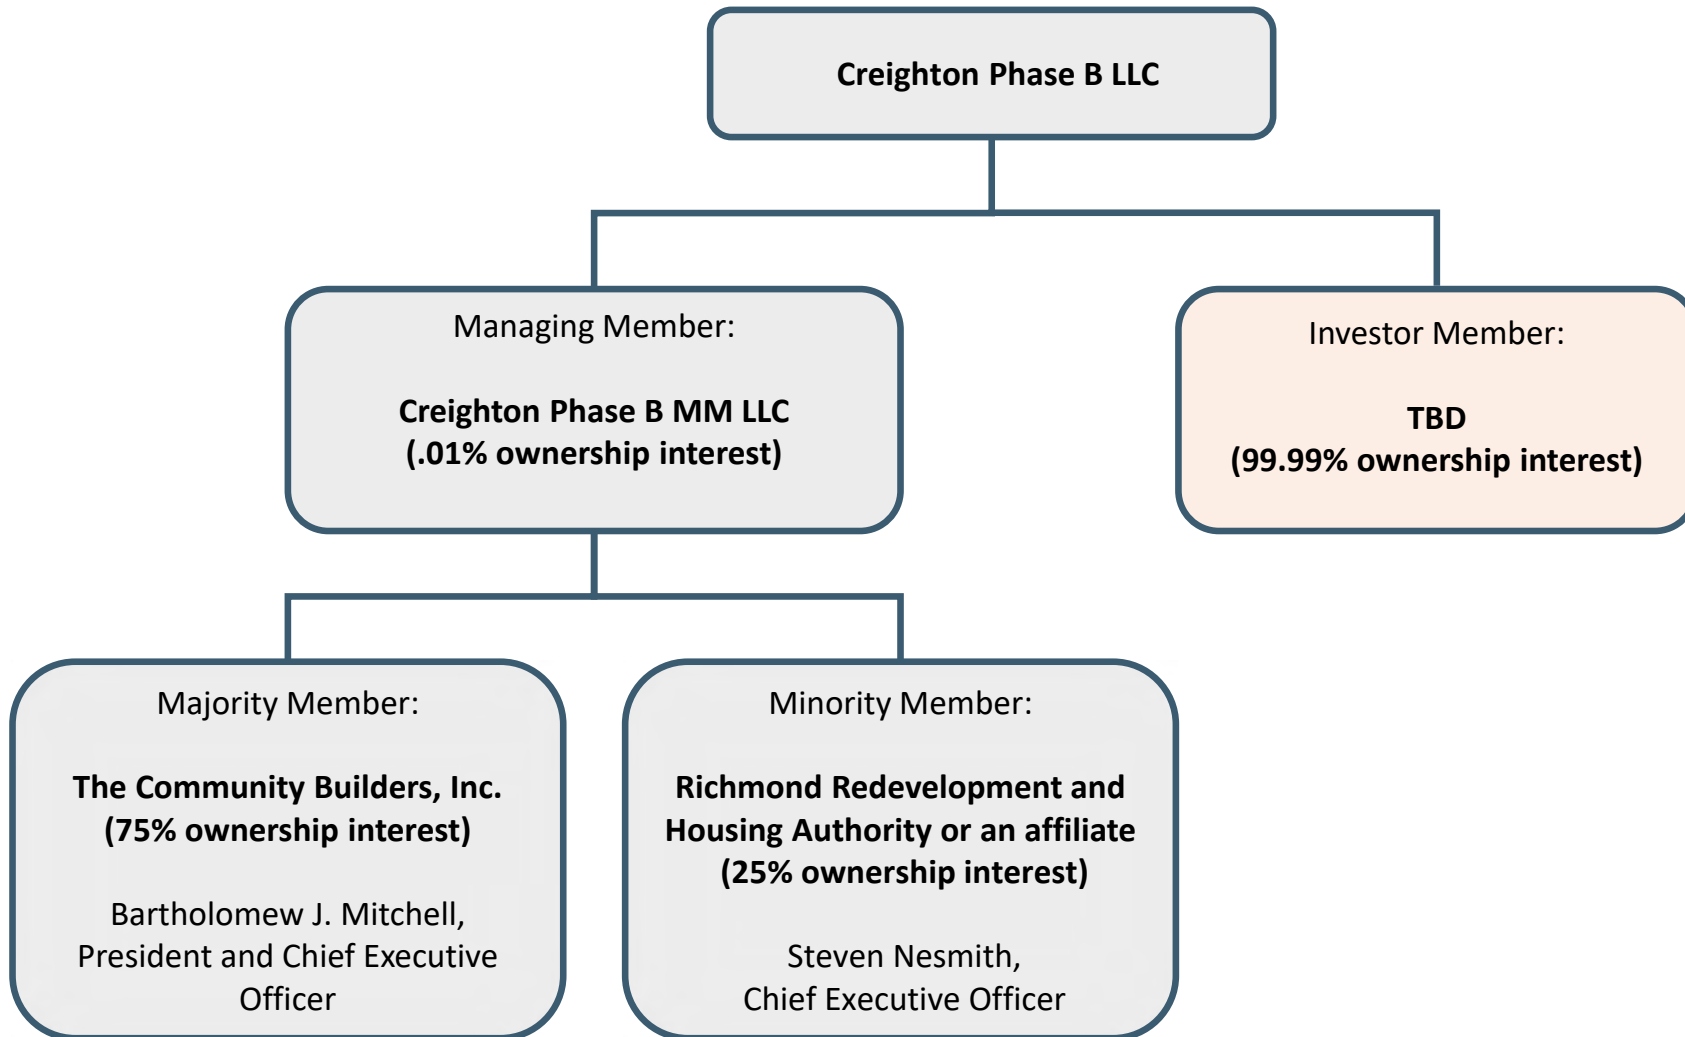 Creighton Phase B LLC
Managing Member:
Creighton Phase B MM LLC
(.01% ownership interest)
Investor Member:
TBD
(99.99% ownership interest)
Majority Member:
The Community Builders, Inc.
(75% ownership interest)
Bartholomew J. Mitchell,
President and Chief Executive
Officer
Minority Member:
Richmond Redevelopment and
Housing Authority or an affiliate
(25% ownership interest)
Steven Nesmith,
Chief Executive Officer